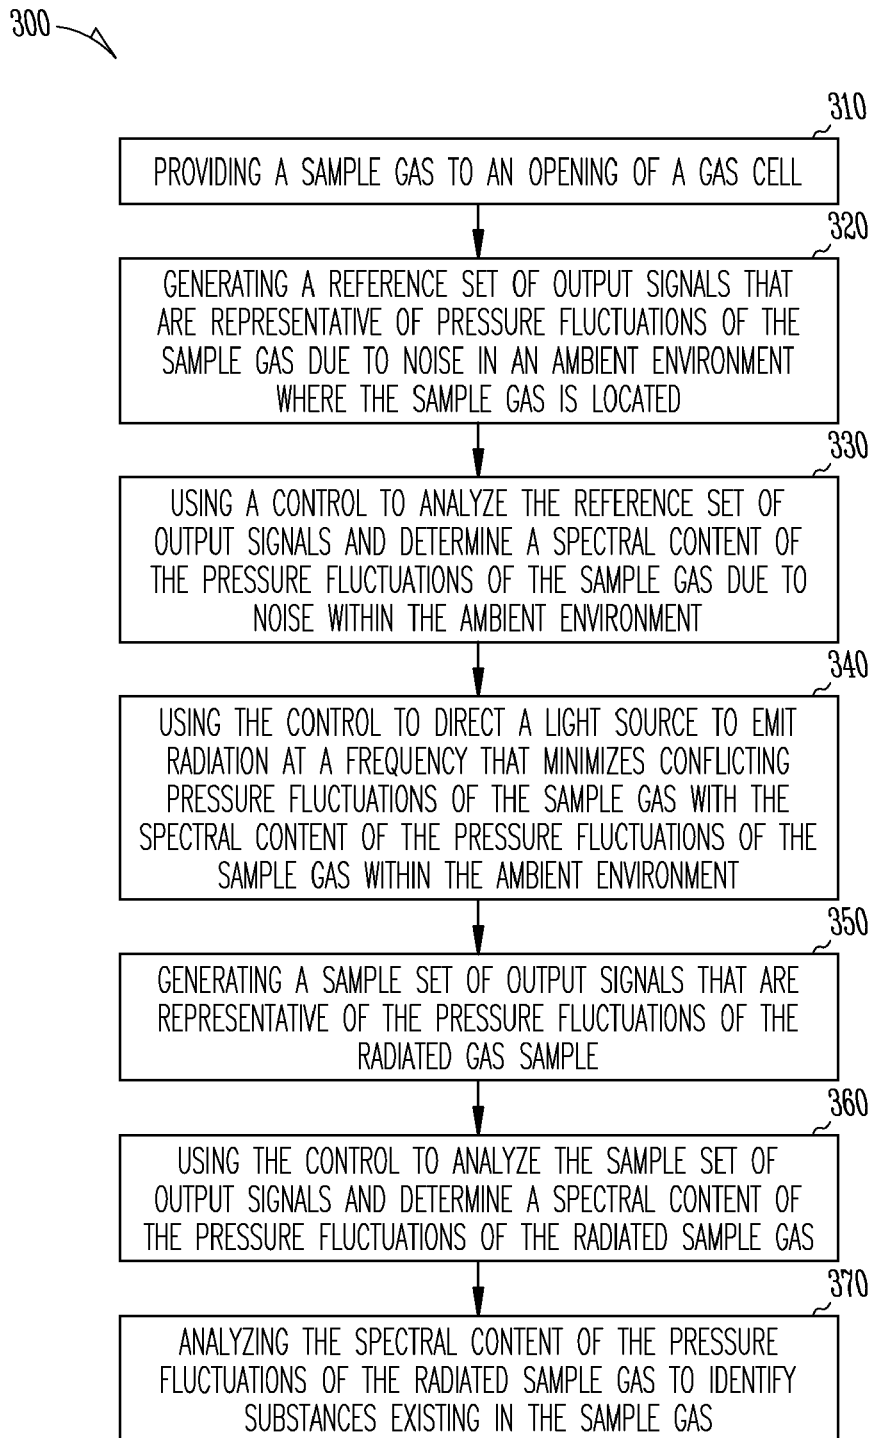 300
310
PROVIDING A SAMPLE GAS TO AN OPENING OF A GAS CELL
320
GENERATING A REFERENCE SET OF OUTPUT SIGNALS THAT
ARE REPRESENTATIVE OF PRESSURE FLUCTUATIONS OF THE
SAMPLE GAS DUE TO NOISE IN AN AMBIENT ENVIRONMENT
WHERE THE SAMPLE GAS IS LOCATED
330
USING A CONTROL TO ANALYZE THE REFERENCE SET OF
OUTPUT SIGNALS AND DETERMINE A SPECTRAL CONTENT OF
THE PRESSURE FLUCTUATIONS OF THE SAMPLE GAS DUE TO
NOISE WITHIN THE AMBIENT ENVIRONMENT
340
USING THE CONTROL TO DIRECT A LIGHT SOURCE TO EMIT
RADIATION AT A FREQUENCY THAT MINIMIZES CONFLICTING
PRESSURE FLUCTUATIONS OF THE SAMPLE GAS WITH THE
SPECTRAL CONTENT OF THE PRESSURE FLUCTUATIONS OF THE
SAMPLE GAS WITHIN THE AMBIENT ENVIRONMENT
350
GENERATING A SAMPLE SET OF OUTPUT SIGNALS THAT ARE
REPRESENTATIVE OF THE PRESSURE FLUCTUATIONS OF THE
RADIATED GAS SAMPLE
360
USING THE CONTROL TO ANALYZE THE SAMPLE SET OF
OUTPUT SIGNALS AND DETERMINE A SPECTRAL CONTENT OF
THE PRESSURE FLUCTUATIONS OF THE RADIATED SAMPLE GAS
370
ANALYZING THE SPECTRAL CONTENT OF THE PRESSURE
FLUCTUATIONS OF THE RADIATED SAMPLE GAS TO IDENTIFY
SUBSTANCES EXISTING IN THE SAMPLE GAS